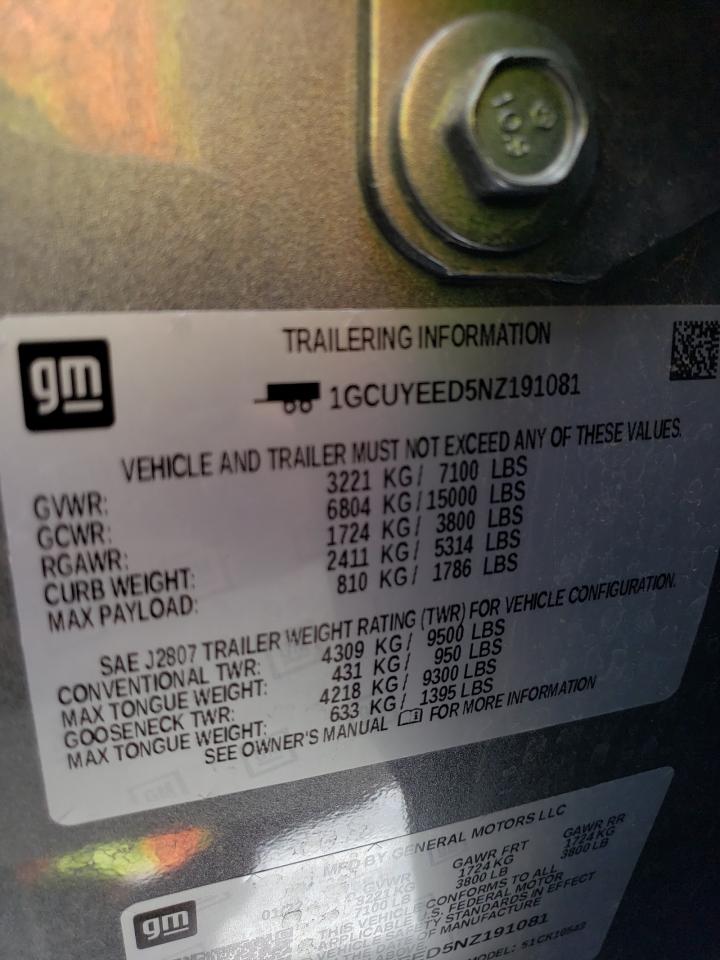 10.9
gm
TRAILERING INFORMATION
1GCUYEED5NZ191081
VEHICLE AND TRAILER MUST NOT EXCEED ANY OF THESE VALUES.
GVWR: 3221 KG/ 7100 LBS
GCWR: 6804 KG/15000 LBS
RGAWR: 1724 KG/ 3800 LBS
CURB WEIGHT: 2411 KG/ 5314 LBS
MAX PAYLOAD: 810 KG/ 1786 LBS
SAE J2807 TRAILER WEIGHT RATING (TWR) FOR VEHICLE CONFIGURATION.
CONVENTIONAL TWR: 4309 KG/ 9500 LBS
MAX TONGUE WEIGHT: 431 KG/ 950 LBS
GOOSENECK TWR: 4218 KG/ 9300 LBS
MAX TONGUE WEIGHT: 633 KG/ 1395 LBS
SEE OWNER'S MANUAL FOR MORE INFORMATION
gm
MFD BY GENERAL MOTORS LLC
GVWR GAWR FRT GAWR RR
KG 1724 KG 1724 KG
7100 LB 3800 LB 3800 LB
THIS VEHICLE CONFORMS TO ALL
APPLICABLE U.S. FEDERAL MOTOR
STANDARDS IN EFFECT
OF MANUFACTURE
ED5NZ191081
MODEL: